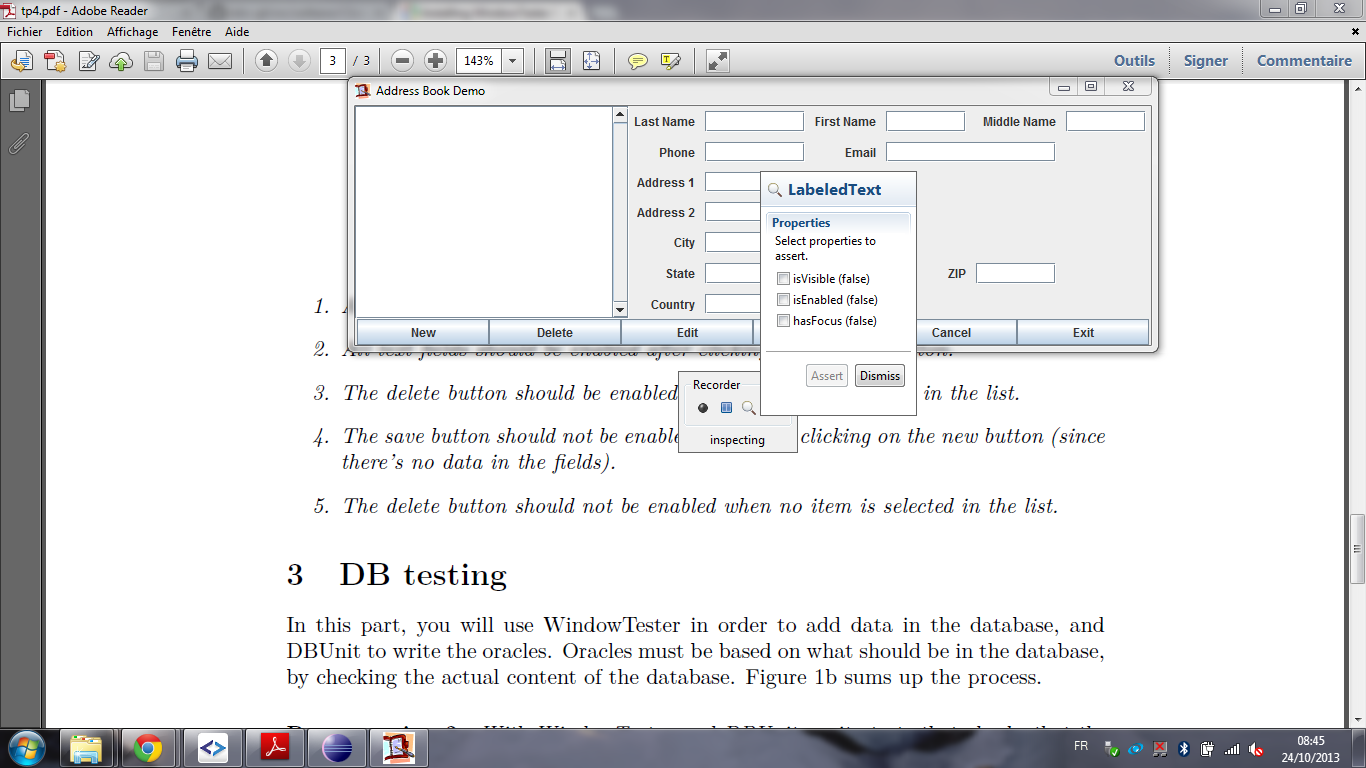 tp4.pdf - Adobe Reader
Fichier Edition Affichage Fenêtre Aide
3 / 3 143% Outils Signer Commentaire
Address Book Demo
Last Name First Name Middle Name
Phone Email
Address 1
Address 2
City
State ZIP
Country
New Delete Edit Cancel Exit
LabeledText
Properties
Select properties to
assert.
isVisible (false)
isEnabled (false)
hasFocus (false)
Assert Dismiss
Recorder
inspecting
1.
2. All text fields should be enabled after clicking
3. The delete button should be enabled in the list.
4. The save button should not be enable clicking on the new button (since
there's no data in the fields).
5. The delete button should not be enabled when no item is selected in the list.
3 DB testing
In this part, you will use WindowTester in order to add data in the database, and
DBUnit to write the oracles. Oracles must be based on what should be in the database,
by checking the actual content of the database. Figure 1b sums up the process.
FR 08:45
24/10/2013